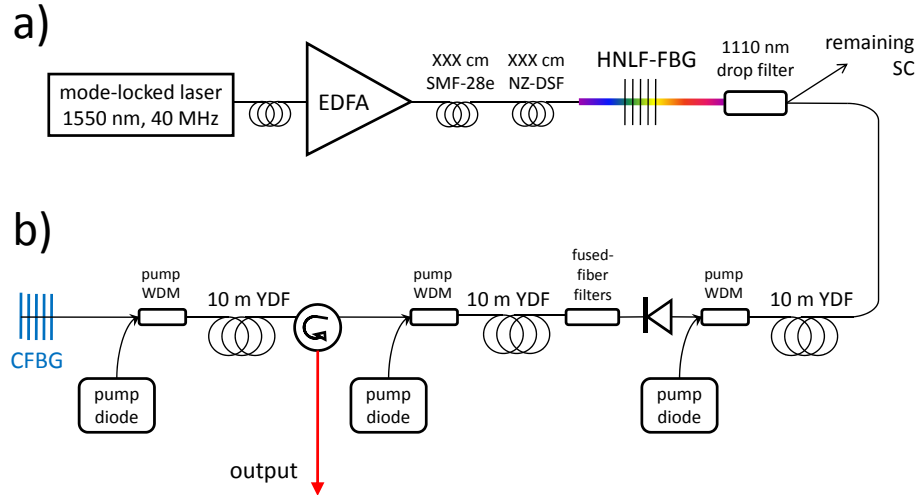 a)
mode-locked laser
1550 nm, 40 MHz
EDFA
XXX cm
SMF-28e
XXX cm
NZ-DSF
HNLF-FBG
1110 nm
drop filter
remaining
SC
b)
CFBG
pump
WDM
10 m YDF
pump
diode
output
pump
WDM
10 m YDF
pump
diode
fused-
fiber
filters
pump
WDM
10 m YDF
pump
diode